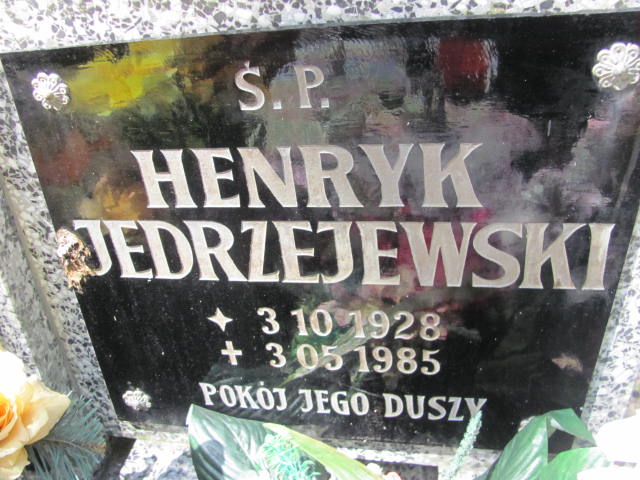 Ś.P.
HENRYK
JEDRZEJEWSKI
✦ 3 10 1928
+ 3 05 1985
POKÓJ JEGO DUSZY